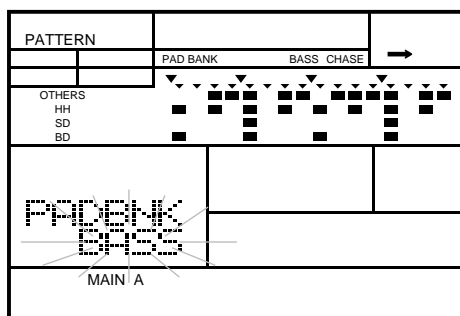 PATTERN
PAD BANK BASS CHASE
OTHERS
HH
SD
BD
PADBNK
BASS
MAIN A